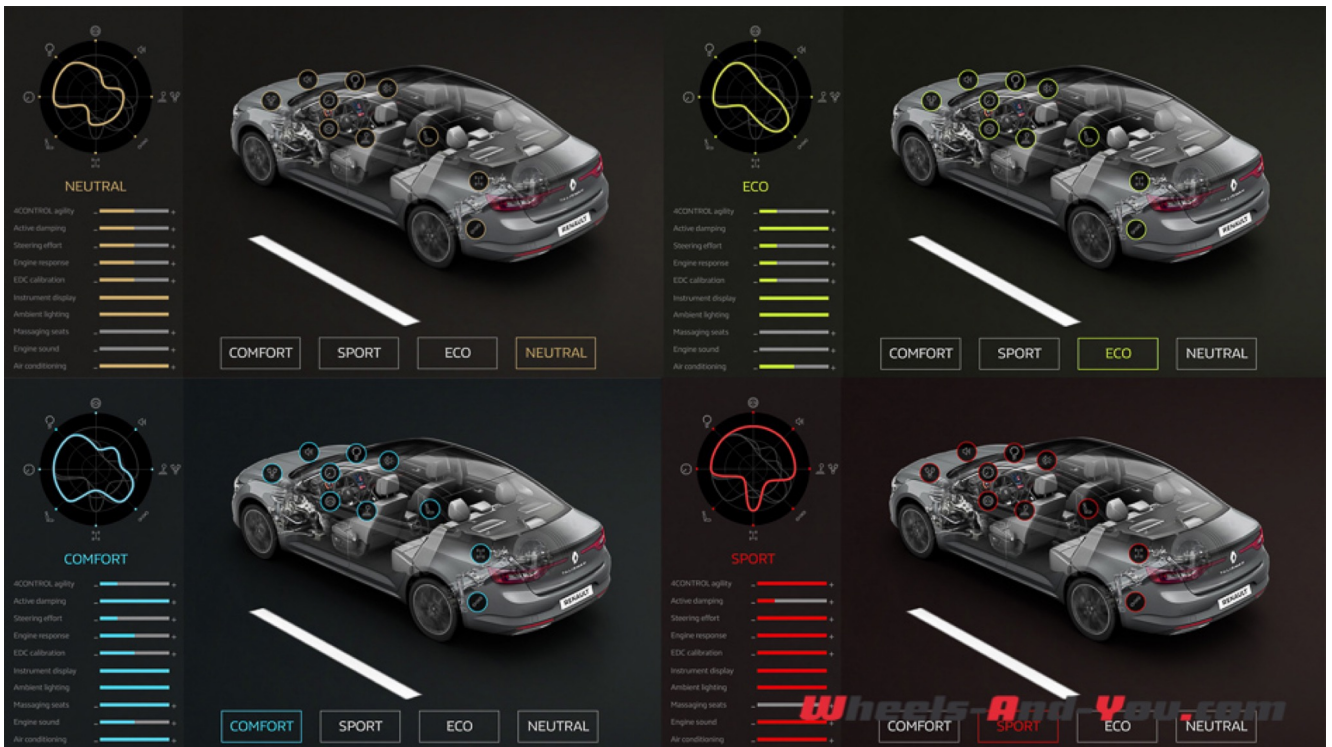 NEUTRAL
4CONTROL agility
Active damping
Steering effort
Engine response
EDC calibration
Instrument display
Ambient lighting
Massaging seats
Engine sound
Air conditioning
TALISMAN
RENAULT
COMFORT SPORT ECO NEUTRAL
ECO
4CONTROL agility
Active damping
Steering effort
Engine response
EDC calibration
Instrument display
Ambient lighting
Massaging seats
Engine sound
Air conditioning
TALISMAN
RENAULT
COMFORT SPORT ECO NEUTRAL
COMFORT
4CONTROL agility
Active damping
Steering effort
Engine response
EDC calibration
Instrument display
Ambient lighting
Massaging seats
Engine sound
Air conditioning
TALISMAN
RENAULT
COMFORT SPORT ECO NEUTRAL
SPORT
4CONTROL agility
Active damping
Steering effort
Engine response
EDC calibration
Instrument display
Ambient lighting
Massaging seats
Engine sound
Air conditioning
TALISMAN
RENAULT
Wheels-And-You.com
COMFORT SPORT ECO NEUTRAL